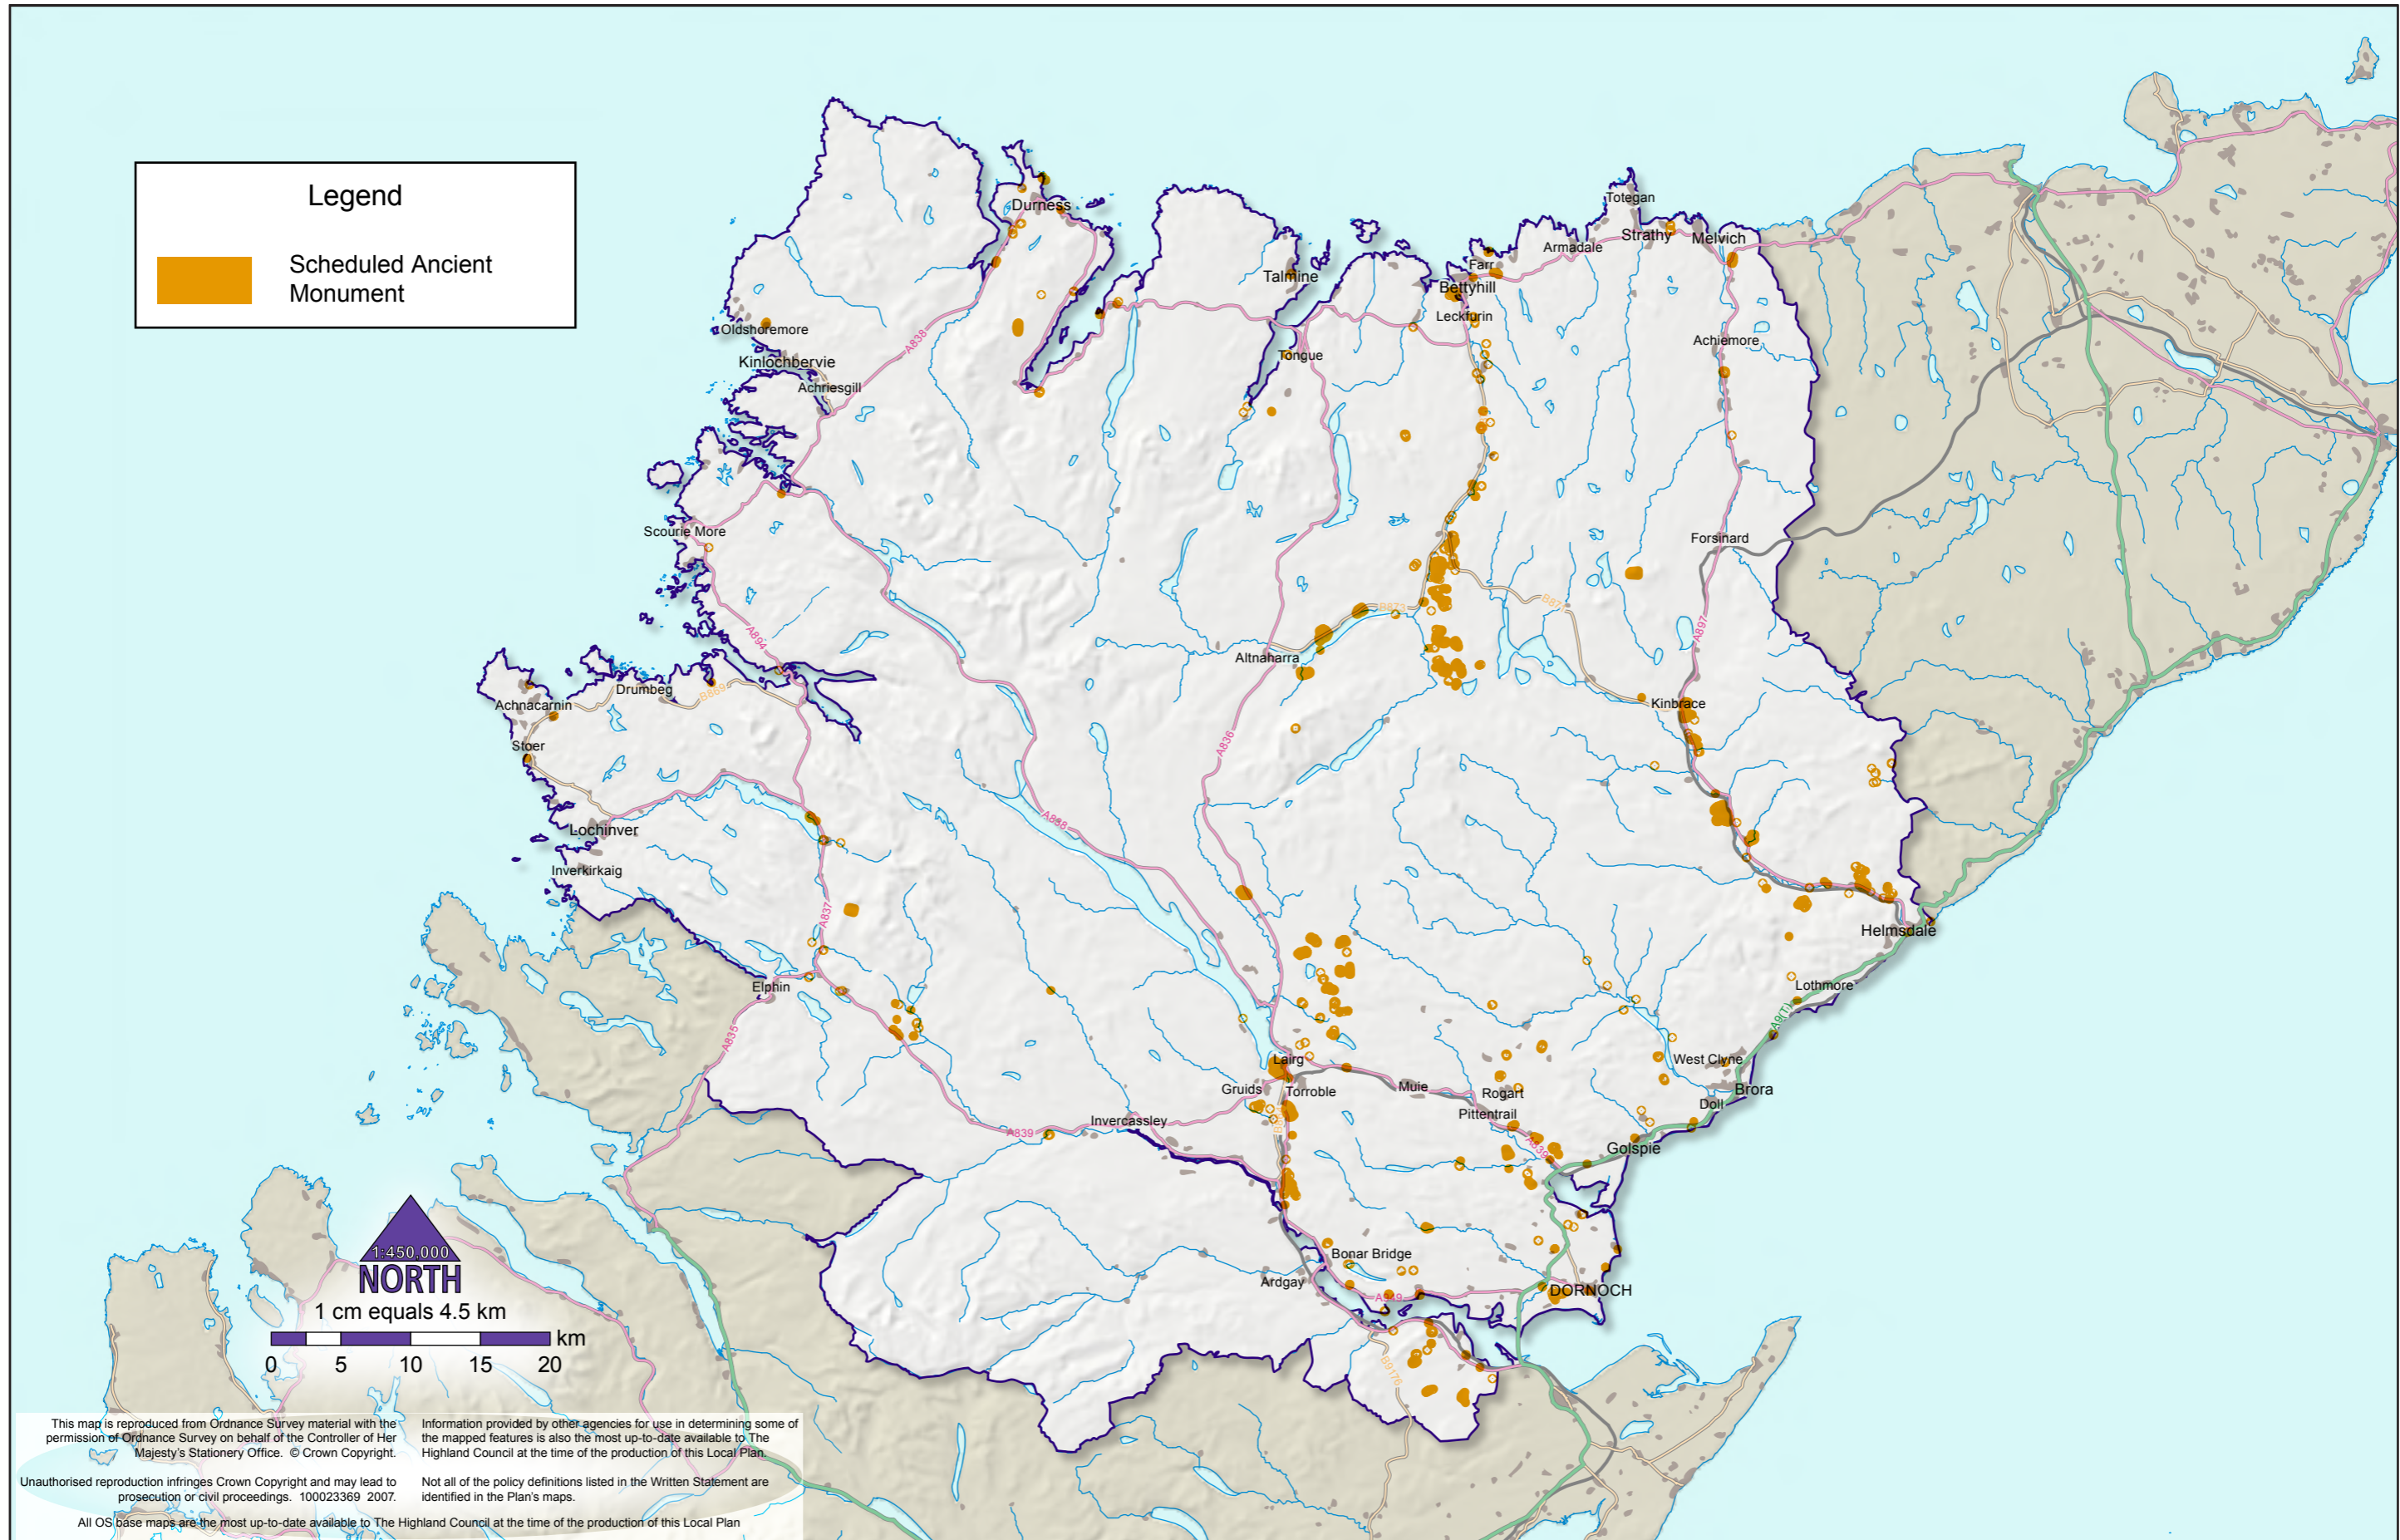 Legend
Scheduled Ancient
Monument
Durness
Totegan
Strathy
Melvich
Armadale
Farr
Talmine
Bettyhill
Leckfurin
Oldshoremore
A838
Achiemore
Tongue
Kinlochbervie
Achriesgill
Scourie More
Forsinard
B873
A897
A894
Altnaharra
Drumbeg
B869
Achnacarnin
Kinbrace
Stoer
A836
A838
Lochinver
Inverkirkaig
A837
Helmsdale
Elphin
Lothmore
A9(T)
A835
Lairg
West Clyne
Gruids
Torroble
Muie
Rogart
Brora
Doll
Pittentrail
Invercassley
A839
A839
Golspie
Bonar Bridge
Ardgay
A949
DORNOCH
B9176
1:450,000
NORTH
1 cm equals 4.5 km
km
0 5 10 15 20
This map is reproduced from Ordnance Survey material with the
permission of Ordnance Survey on behalf of the Controller of Her
Majesty's Stationery Office. © Crown Copyright.
Unauthorised reproduction infringes Crown Copyright and may lead to
prosecution or civil proceedings. 100023369 2007.
Information provided by other agencies for use in determining some of
the mapped features is also the most up-to-date available to The
Highland Council at the time of the production of this Local Plan.
Not all of the policy definitions listed in the Written Statement are
identified in the Plan's maps.
All OS base maps are the most up-to-date available to The Highland Council at the time of the production of this Local Plan